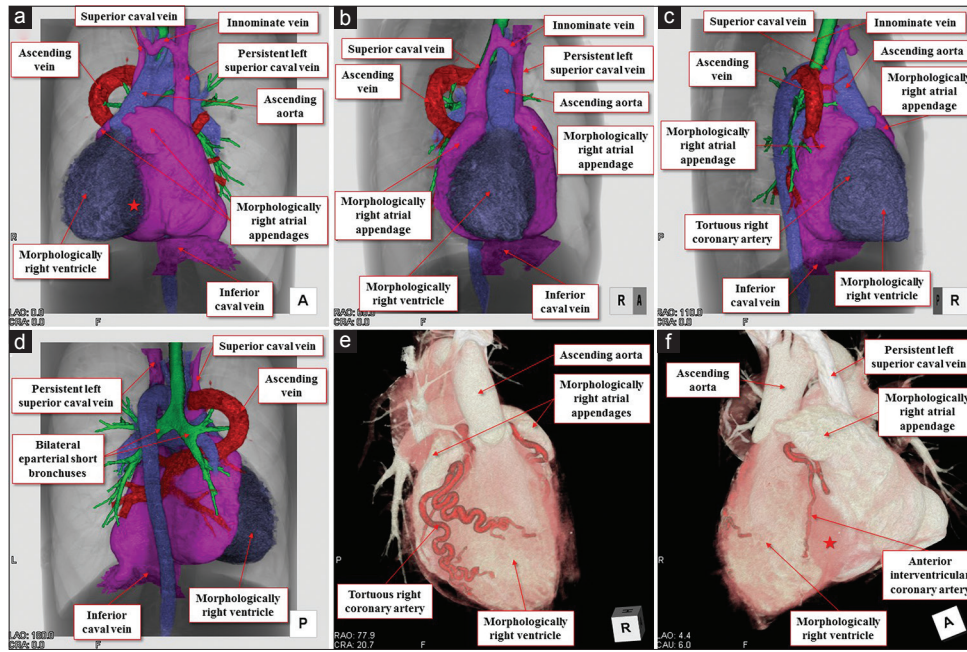 a
Superior caval vein
Innominate vein
Ascending
vein
Persistent left
superior caval vein
Ascending
aorta
Morphologically
right atrial
appendages
Morphologically
right ventricle
Inferior
caval vein
R
A
CRA: 0.0
F
b
Innominate vein
Superior caval vein
Persistent left
superior caval vein
Ascending
vein
Ascending aorta
Morphologically
right atrial
appendage
Morphologically
right atrial
appendage
Morphologically
right ventricle
Inferior
caval vein
R A
CRA: 0.0
F
c
Superior caval vein
Innominate vein
Ascending
vein
Ascending aorta
Morphologically
right atrial
appendage
Morphologically
right atrial
appendage
Tortuous right
coronary artery
Inferior
caval vein
Morphologically
right ventricle
P
P R
RAO: 110.0
CRA: 0.0
F
d
Superior caval vein
Persistent left
superior caval vein
Ascending
vein
Bilateral
eparterial short
bronchuses
Inferior
caval vein
Morphologically
right ventricle
L
P
LAO: 180.0
CRA: 0.0
F
e
Ascending aorta
Morphologically
right atrial
appendages
Tortuous right
coronary artery
Morphologically
right ventricle
P
R
RAO: 77.9
CRA: 20.7
F
f
Persistent left
superior caval vein
Ascending
aorta
Morphologically
right atrial
appendage
Anterior
interventricular
coronary artery
Morphologically
right ventricle
R
A
LAO: 4.4
CAU: 6.0
F